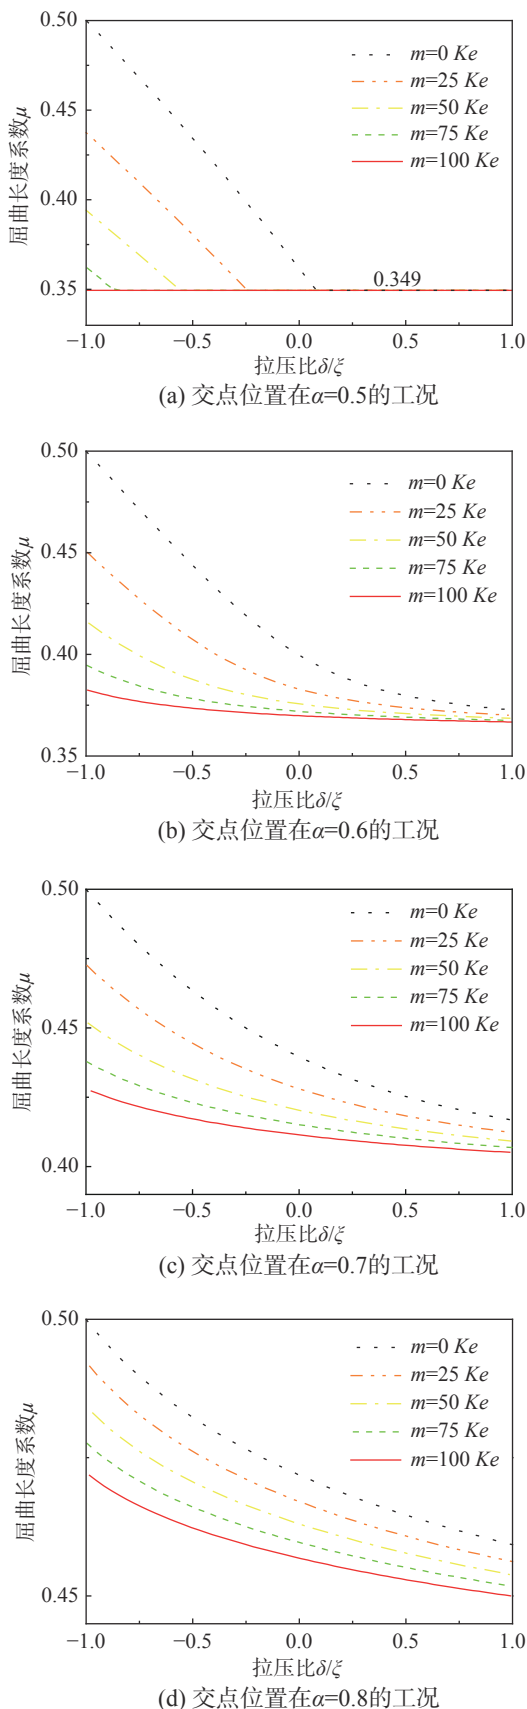 0.50
m=0 Ke
m=25 Ke
0.45
m=50 Ke
m=75 Ke
m=100 Ke
0.40
屈曲长度系数μ
0.35
0.349
−1.0 −0.5 0.0 0.5 1.0
拉压比δ/ξ
(a) 交点位置在α=0.5的工况
0.50
m=0 Ke
m=25 Ke
0.45
m=50 Ke
m=75 Ke
m=100 Ke
屈曲长度系数μ
0.40
0.35
−1.0 −0.5 0.0 0.5 1.0
拉压比δ/ξ
(b) 交点位置在α=0.6的工况
0.50
m=0 Ke
m=25 Ke
m=50 Ke
m=75 Ke
m=100 Ke
屈曲长度系数μ
0.45
0.40
−1.0 −0.5 0.0 0.5 1.0
拉压比δ/ξ
(c) 交点位置在α=0.7的工况
0.50
m=0 Ke
m=25 Ke
m=50 Ke
m=75 Ke
m=100 Ke
屈曲长度系数μ
0.45
−1.0 −0.5 0.0 0.5 1.0
拉压比δ/ξ
(d) 交点位置在α=0.8的工况